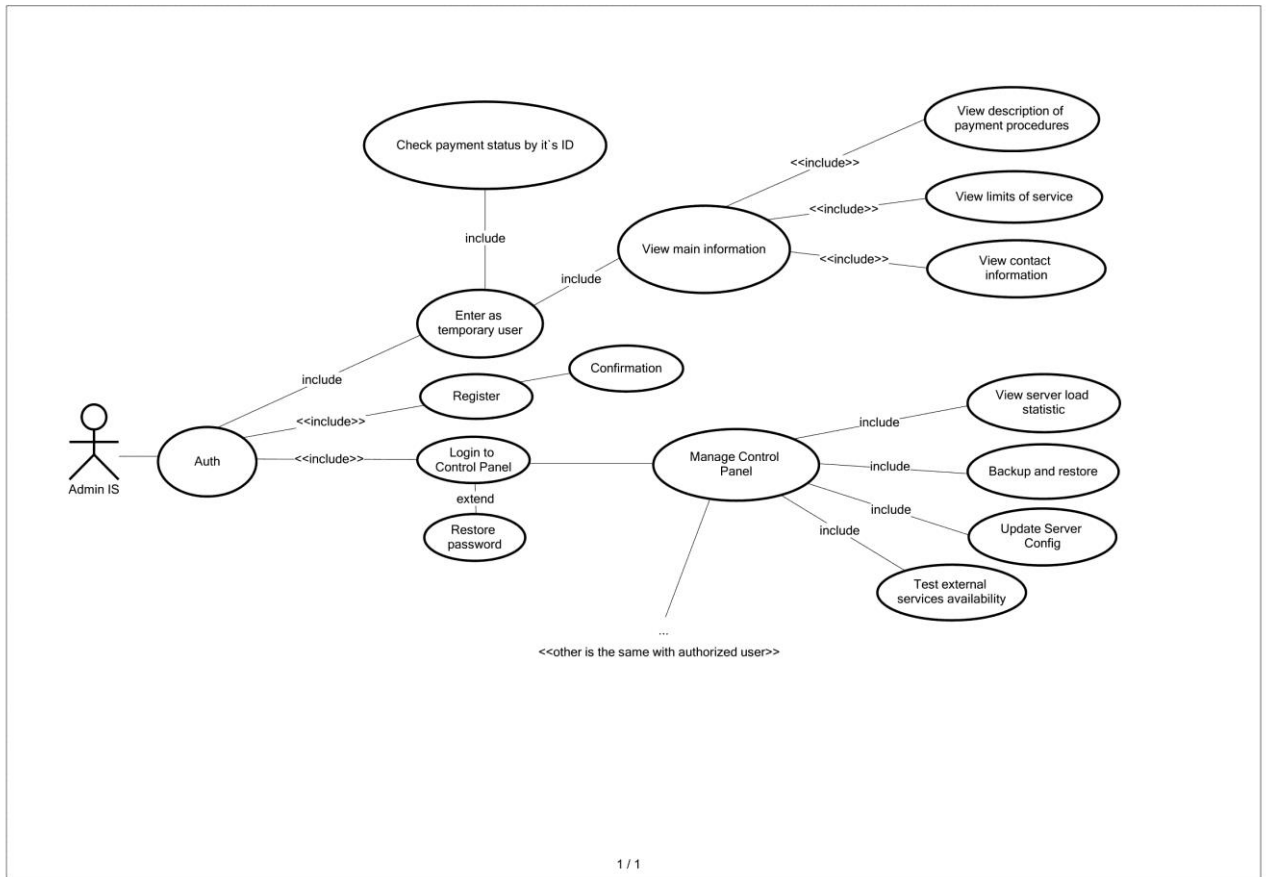 View description of
payment procedures
Check payment status by it`s ID
<<include>>
View limits of service
<<include>>
include
View main information
<<include>>
View contact
information
include
Enter as
temporary user
include
Confirmation
Register
<<include>>
View server load
statistic
include
Auth
<<include>>
Login to
Control Panel
Manage Control
Panel
include
Backup and restore
Admin IS
extend
include
Restore
password
include
Update Server
Config
Test external
services availability
...
<<other is the same with authorized user>>
1 / 1